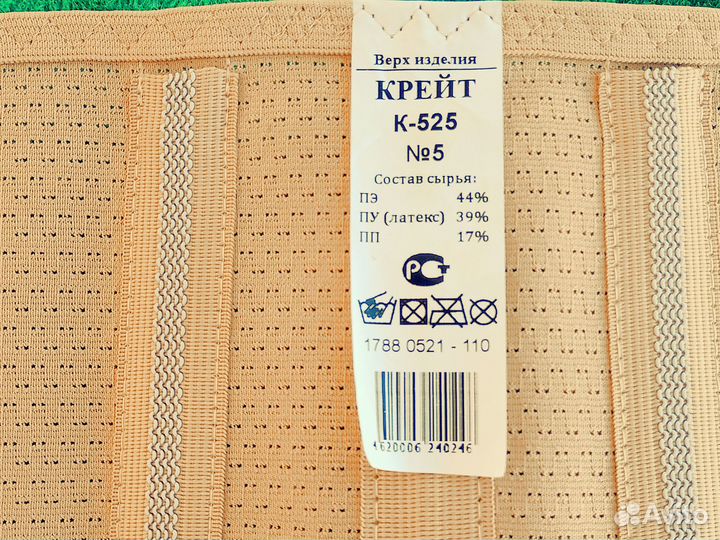 Верх изделия
КРЕЙТ
К-525
№5
Состав сырья:
ПЭ 44%
ПУ (латекс) 39%
ПП 17%
РСТ
1788 0521 - 110
4620006 240246
Avito